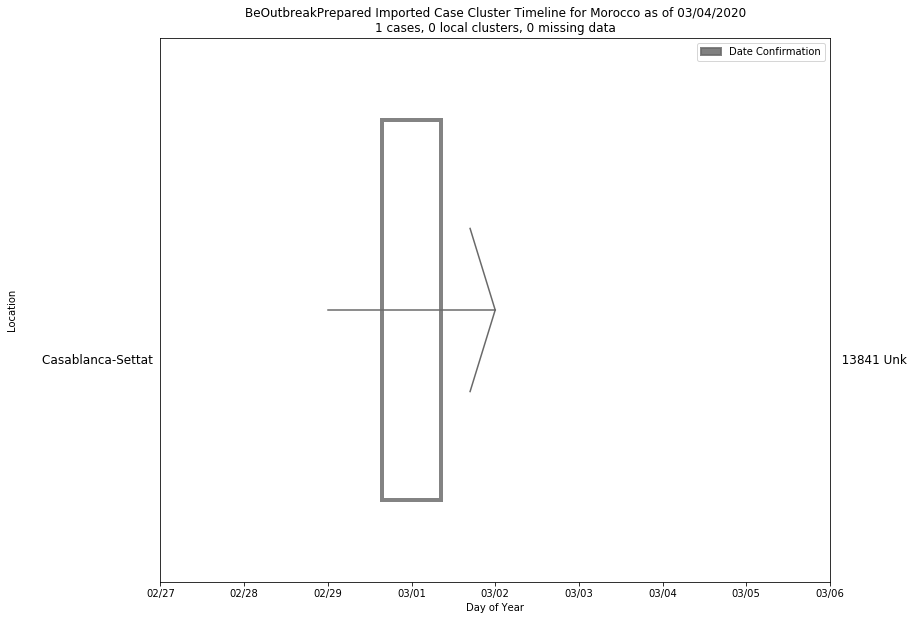 BeOutbreakPrepared Imported Case Cluster Timeline for Morocco as of 03/04/2020
1 cases, 0 local clusters, 0 missing data
Date Confirmation
Location
Casablanca-Settat
13841 Unk
02/27 02/28 02/29 03/01 03/02 03/03 03/04 03/05 03/06
Day of Year